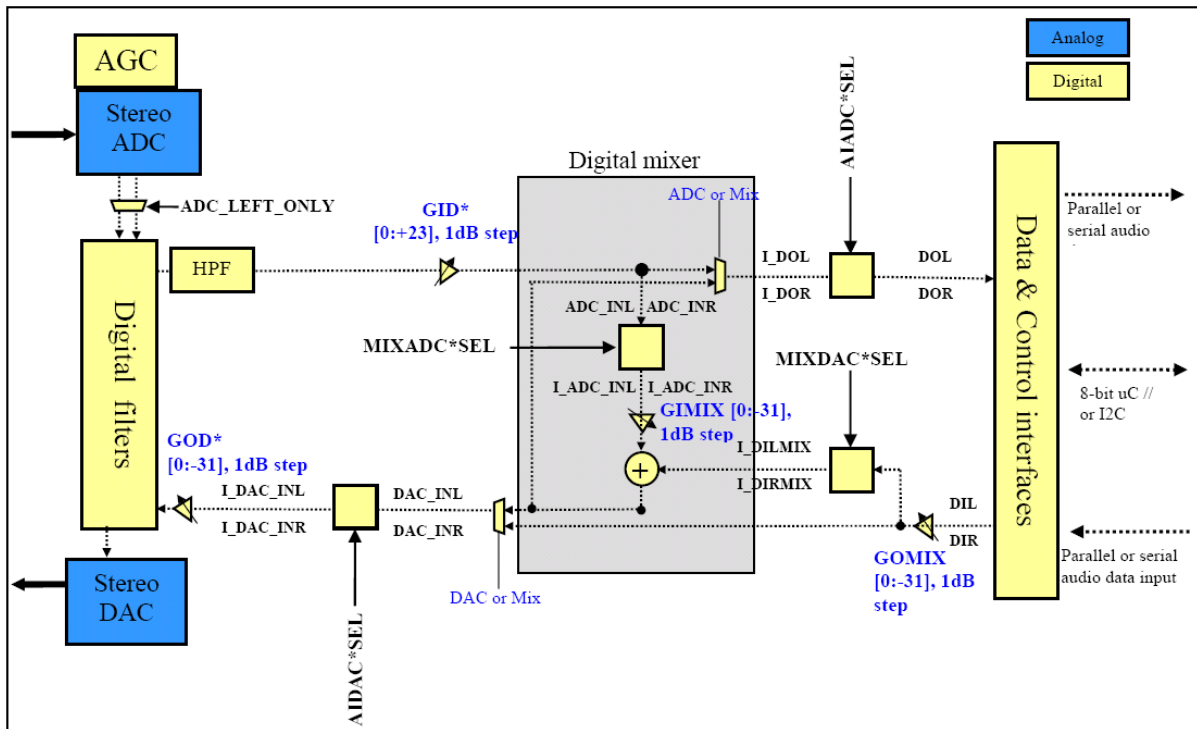 Analog
AGC
Digital
Stereo
ADC
AIADC*SEL
Digital mixer
ADC or Mix
ADC_LEFT_ONLY
GID*
[0:+23], 1dB step
Parallel or
serial audio
HPF
I_DOL
DOL
I_DOR
DOR
ADC_INL
ADC_INR
MIXADC*SEL
MIXDAC*SEL
Digital filters
Data & Control interfaces
I_ADC_INL
I_ADC_INR
8-bit uC //
or I2C
GIMIX [0:-31],
1dB step
GOD*
[0:-31], 1dB step
I_DILMIX
+
I_DIRMIX
I_DAC_INL
DAC_INL
I_DAC_INR
DAC_INR
DIL
DIR
Parallel or serial
audio data input
GOMIX
[0:-31], 1dB
step
Stereo
DAC
DAC or Mix
AIDAC*SEL